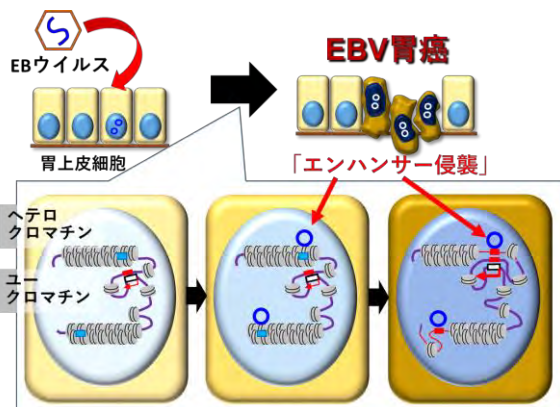 EBウイルス
EBV胃癌
胃上皮細胞
「エンハンサー侵襲」
ヘテロ
クロマチン
ユー
クロマチン